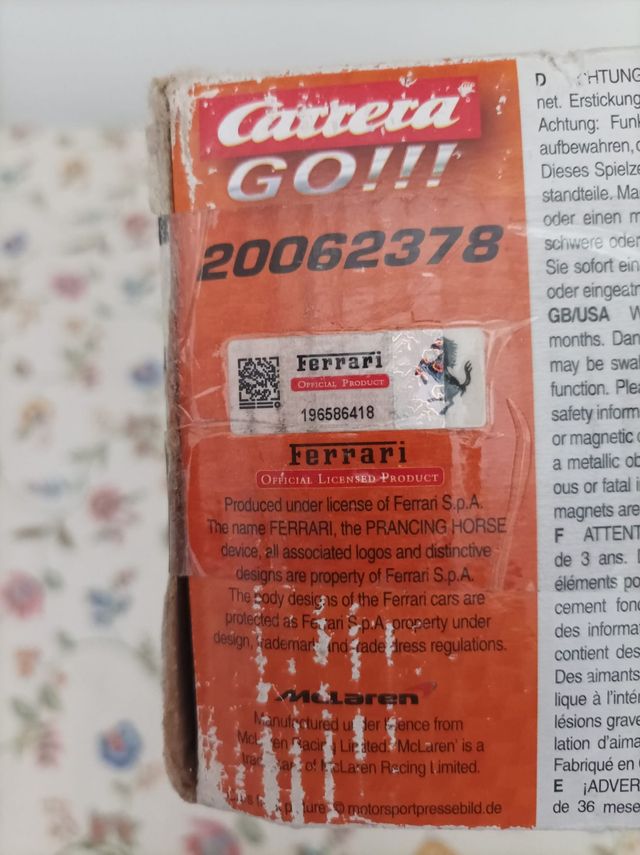 Carrera
GO!!!
20062378
Ferrari
OFFICIAL PRODUCT
196586418
Ferrari
OFFICIAL LICENSED PRODUCT
Produced under license of Ferrari S.p.A.
The name FERRARI, the PRANCING HORSE
device, all associated logos and distinctive
designs are property of Ferrari S.p.A.
The body designs of the Ferrari cars are
protected as Ferrari S.p.A. property under
design, trademark and trade dress regulations.
McLaren
Manufactured under licence from
McLaren Racing Limited. 'McLaren' is a
trademark of McLaren Racing Limited.
picture: © motorsportpressebild.de
D
net. Erstickung
Achtung: Funk
aufbewahren,
Dieses Spielze
standteile. Ma
oder einen m
schwere oder
Sie sofort ein
oder eingeatm
GB/USA W
months. Dan
may be swal
function. Plea
safety inform
or magnetic
a metallic ob
ous or fatal i
magnets are
F ATTENT
de 3 ans.
éléments po
cement fonc
des informat
contient des
Des aimants
lique à l'inté
lésions grave
lation d'aima
Fabriqué en
E ¡ADVER
de 36 mese